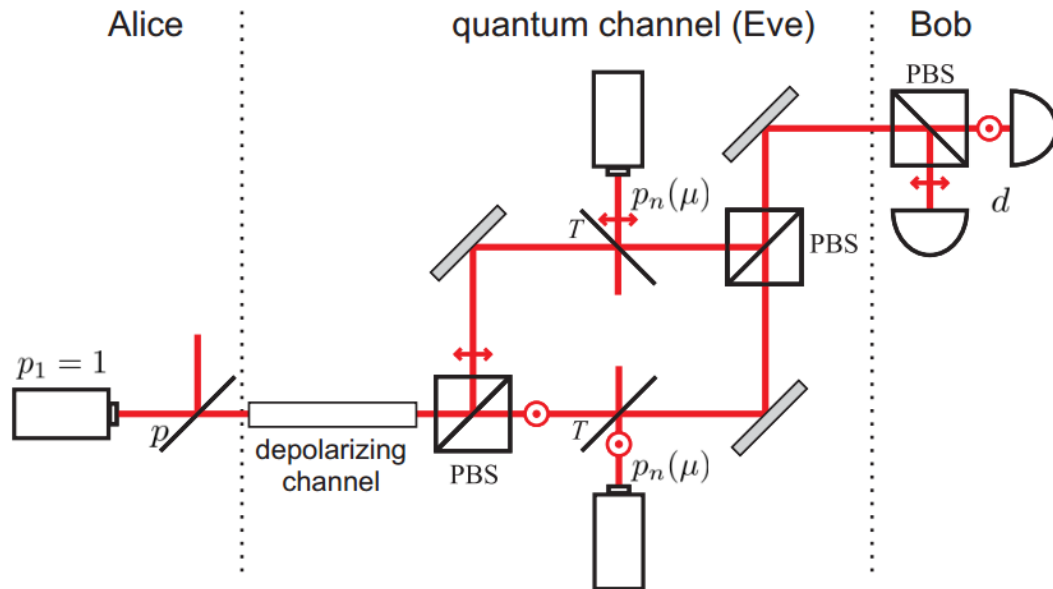 Alice
quantum channel (Eve)
Bob
PBS
p_n(μ)
T
d
PBS
p_1 = 1
p
depolarizing
channel
PBS
T
p_n(μ)